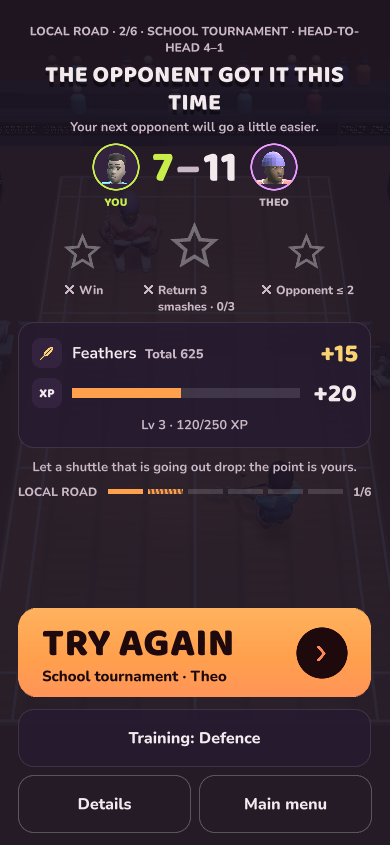 LOCAL ROAD · 2/6 · SCHOOL TOURNAMENT · HEAD-TO-
HEAD 4–1
THE OPPONENT GOT IT THIS
TIME
Your next opponent will go a little easier.
7–11
YOU
THEO
✕ Win
✕ Return 3
smashes · 0/3
✕ Opponent ≤ 2
Feathers Total 625 +15
XP +20
Lv 3 · 120/250 XP
Let a shuttle that is going out drop: the point is yours.
LOCAL ROAD 1/6
TRY AGAIN
School tournament · Theo
Training: Defence
Details
Main menu